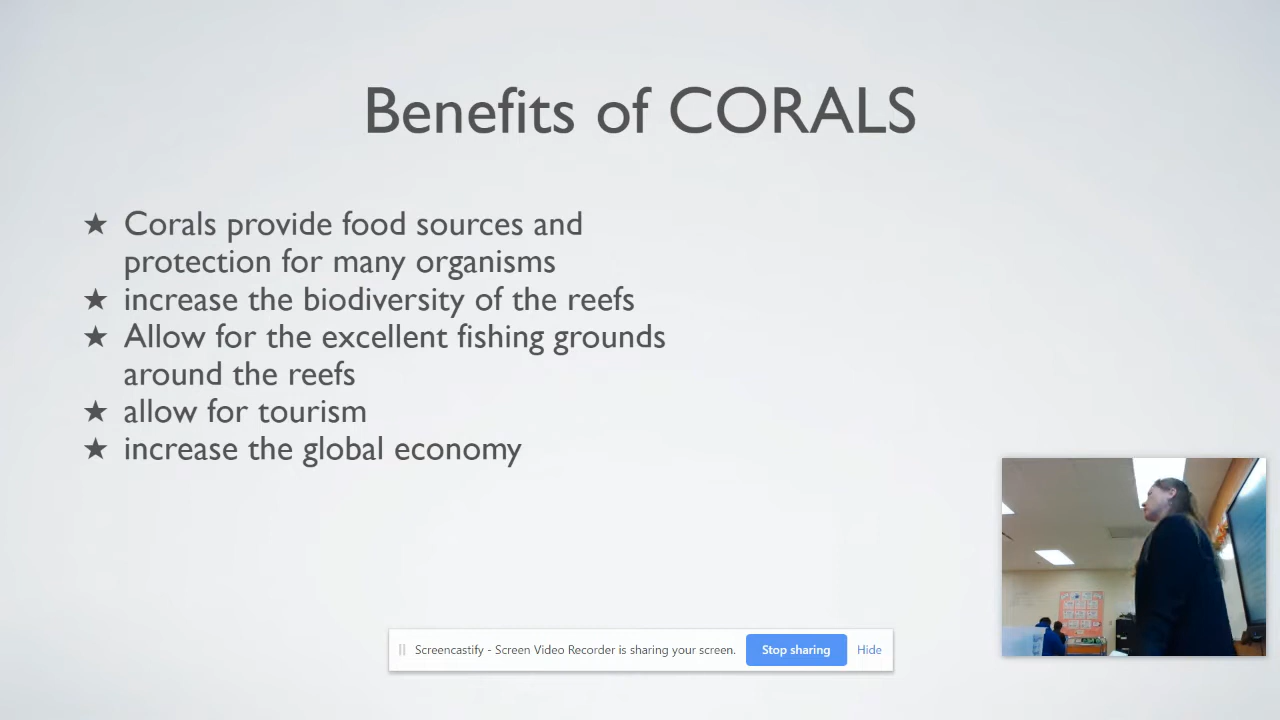 Benefits of CORALS
★ Corals provide food sources and
protection for many organisms
★ increase the biodiversity of the reefs
★ Allow for the excellent fishing grounds
around the reefs
★ allow for tourism
★ increase the global economy
Screencastify - Screen Video Recorder is sharing your screen. Stop sharing Hide